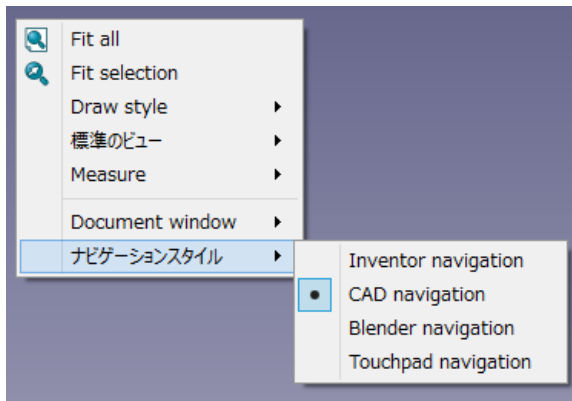 Fit all
Fit selection
Draw style
標準のビュー
Measure
Document window
ナビゲーションスタイル
Inventor navigation
CAD navigation
Blender navigation
Touchpad navigation